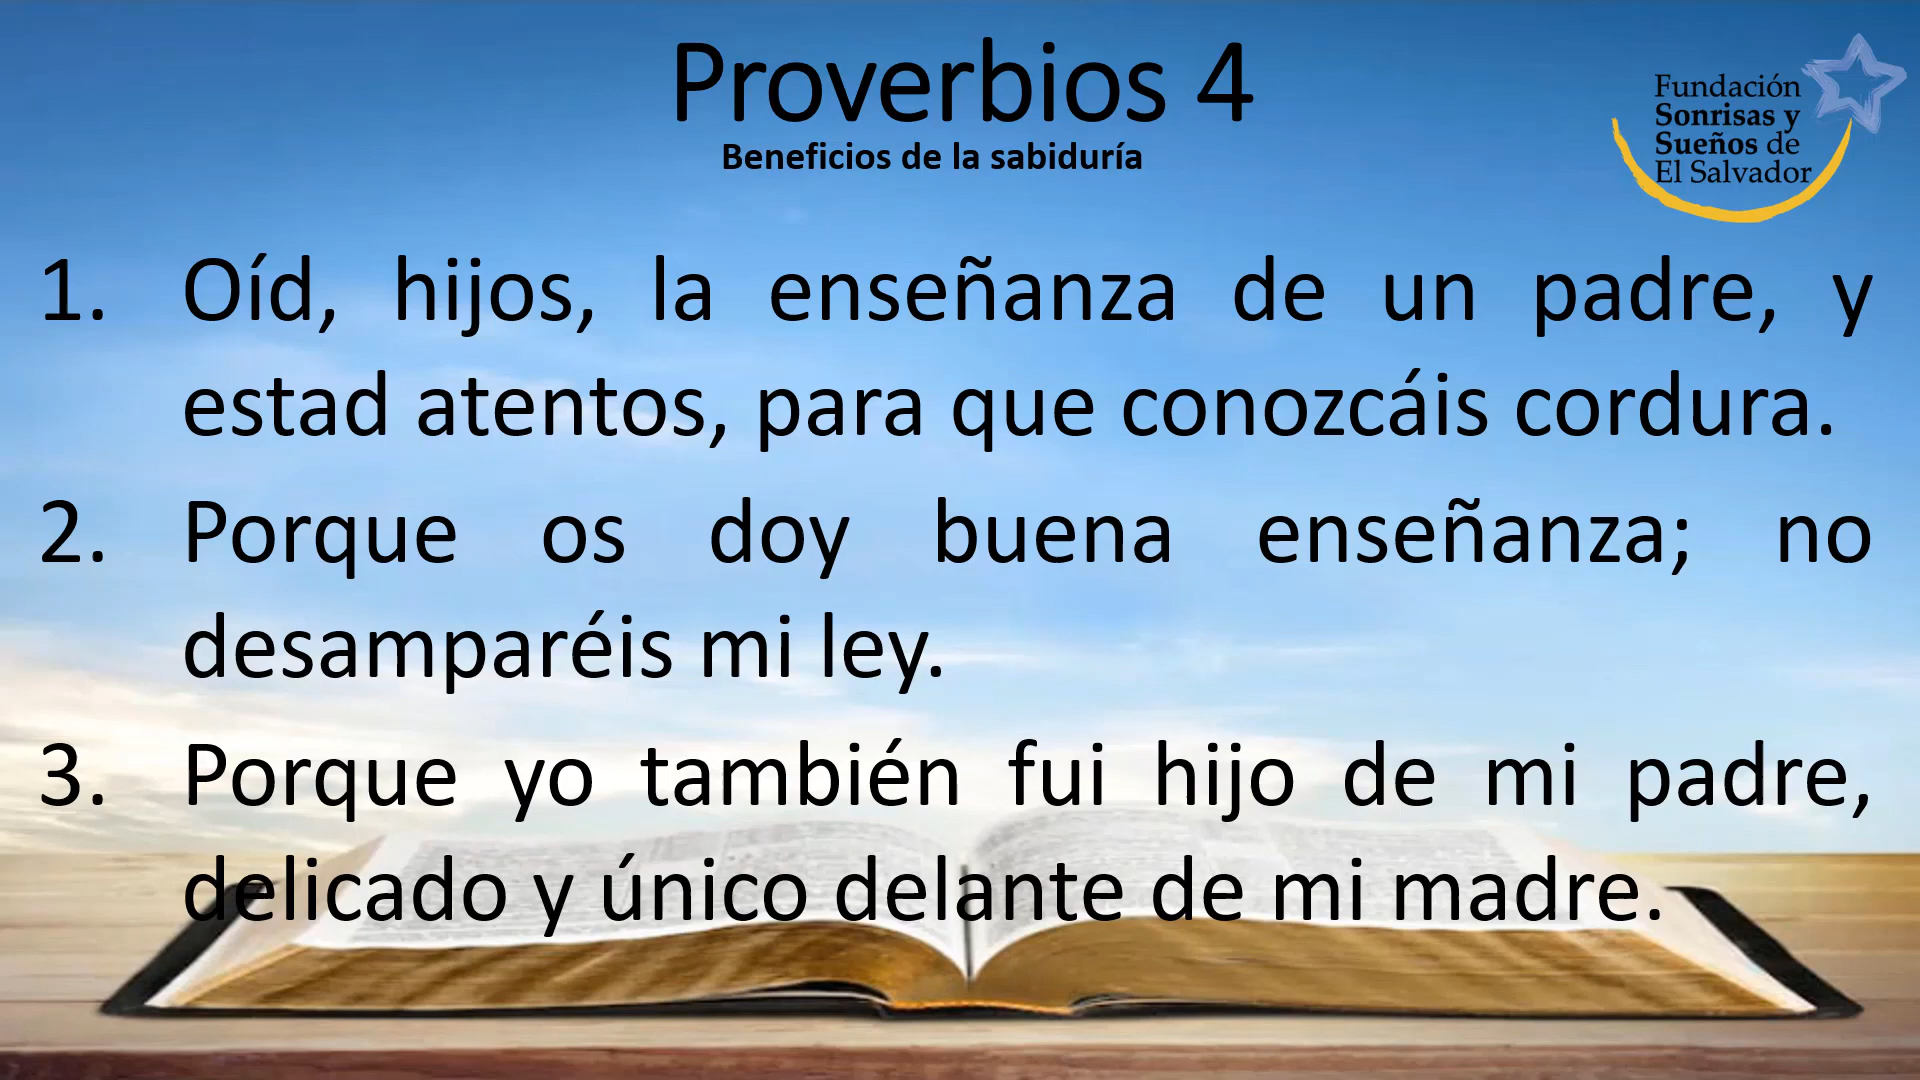 Proverbios 4
Beneficios de la sabiduría
Fundación
Sonrisas y
Sueños de
El Salvador
1. Oíd, hijos, la enseñanza de un padre, y
estad atentos, para que conozcáis cordura.
2. Porque os doy buena enseñanza; no
desamparéis mi ley.
3. Porque yo también fui hijo de mi padre,
delicado y único delante de mi madre.